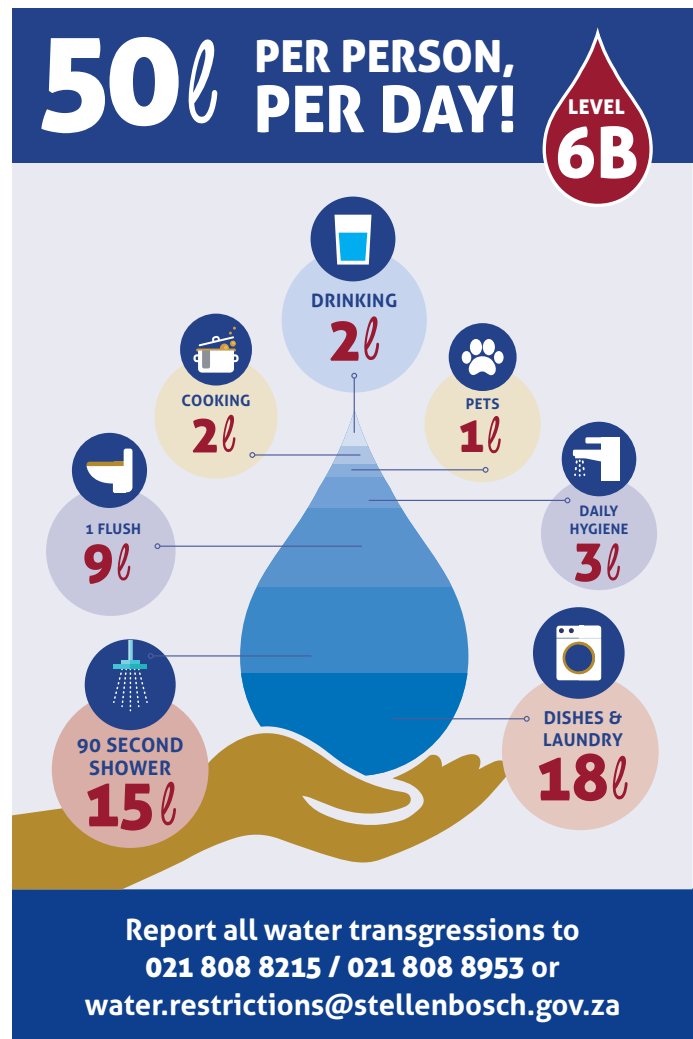 50ℓ
PER PERSON,
PER DAY!
LEVEL
6B
DRINKING
2ℓ
COOKING
2ℓ
PETS
1ℓ
1 FLUSH
9ℓ
DAILY
HYGIENE
3ℓ
90 SECOND
SHOWER
15ℓ
DISHES &
LAUNDRY
18ℓ
Report all water transgressions to
021 808 8215 / 021 808 8953 or
water.restrictions@stellenbosch.gov.za